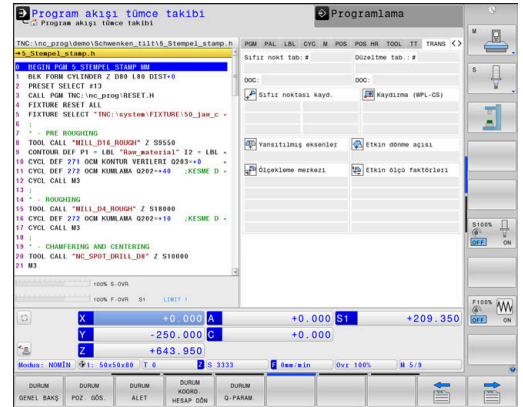 Program akışı tümce takibi
Program akışı tümce takibi
Programlama
TNC:\nc_prog\demo\Schwenken_tilt\5_Stempel_stamp.h
→5_Stempel_stamp.h
0 BEGIN PGM 5_STEMPEL_STAMP MM
1 BLK FORM CYLINDER Z D80 L80 DIST+0
2 PRESET SELECT #13
3 CALL PGM TNC:\nc_prog\RESET.H
4 FIXTURE RESET ALL
5 FIXTURE SELECT "TNC:\system\FIXTURE\50_jaw_c
6 ;
7 * - PRE ROUGHING
8 TOOL CALL "MILL_D16_ROUGH" Z S9550
9 CONTOUR DEF P1 = LBL "Raw_material" I2 = LBL
10 CYCL DEF 271 OCM KONTUR VERILERI Q203=+0
11 CYCL DEF 272 OCM KUMLAMA Q202=+40 ;KESME D
12 CYCL CALL M3
13 ;
14 * - ROUGHING
15 TOOL CALL "MILL_D4_ROUGH" Z S18000
16 CYCL DEF 272 OCM KUMLAMA Q202=+10 ;KESME D
17 CYCL CALL M3
18 ;
19 * - CHAMFERING AND CENTERING
20 TOOL CALL "NC_SPOT_DRILL_D8" Z S10000
21 M3
100% S-OVR
100% F-OVR S1 LIMIT 1
PGM PAL LBL CYC M POS POS HR TOOL TT TRANS
Sıfır nokt tab: #
Düzeltme tab.: #
DOC:
DOC:
Sıfır noktası kayd.
Kaydırma (WPL-CS)
Yansıtılmış eksenler
Etkin dönme açısı
Ölçekleme merkezi
Etkin ölçü faktörleri
X +0.000 A +0.000 S1 +209.350
Y -250.000 C +0.000
Z +643.950
Modus: NOMİN 1: 50x50x80 T 0 Z S 3333 F 0mm/min Ovr 100% M 5/9
DURUM GENEL BAKŞ
DURUM POZ. GÖS.
DURUM ALET
DURUM KOORD. HESAP DÖN
DURUM Q-PARAM.
M
S
S100%
OFF ON
F100%
OFF ON